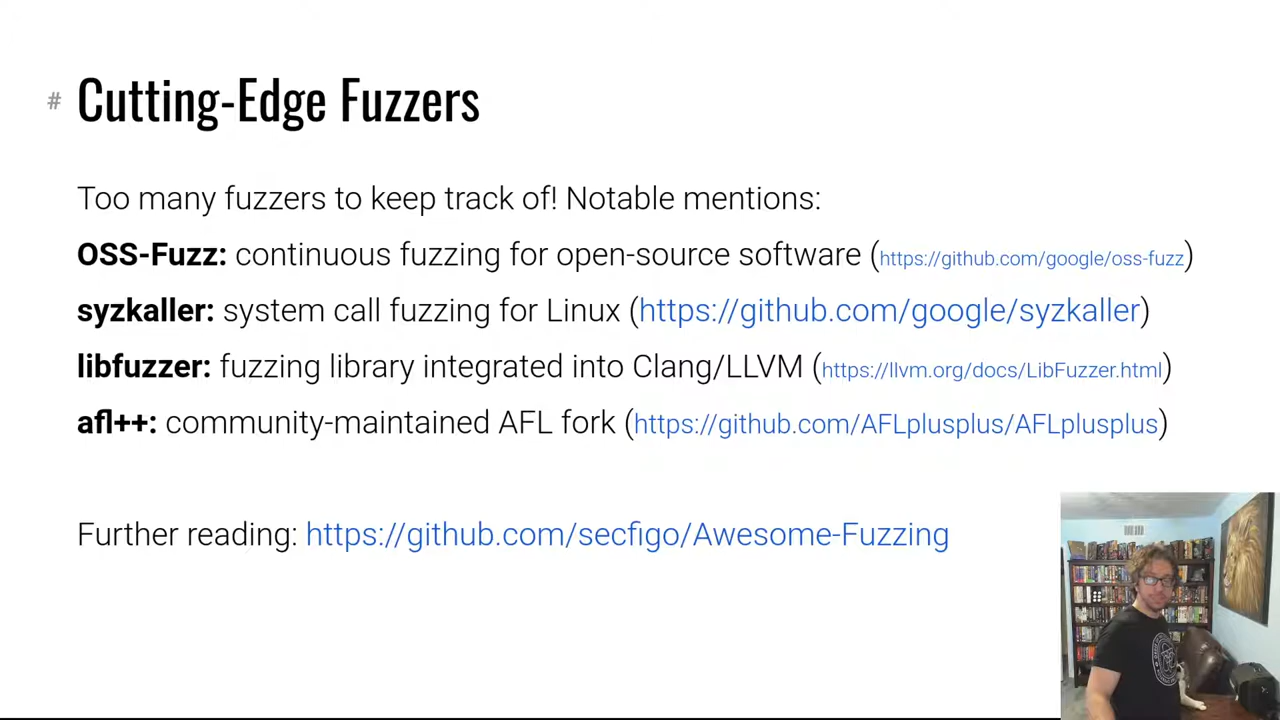 # Cutting-Edge Fuzzers
Too many fuzzers to keep track of! Notable mentions:
OSS-Fuzz: continuous fuzzing for open-source software (https://github.com/google/oss-fuzz)
syzkaller: system call fuzzing for Linux (https://github.com/google/syzkaller)
libfuzzer: fuzzing library integrated into Clang/LLVM (https://llvm.org/docs/LibFuzzer.html)
afl++: community-maintained AFL fork (https://github.com/AFLplusplus/AFLplusplus)
Further reading: https://github.com/secfigo/Awesome-Fuzzing